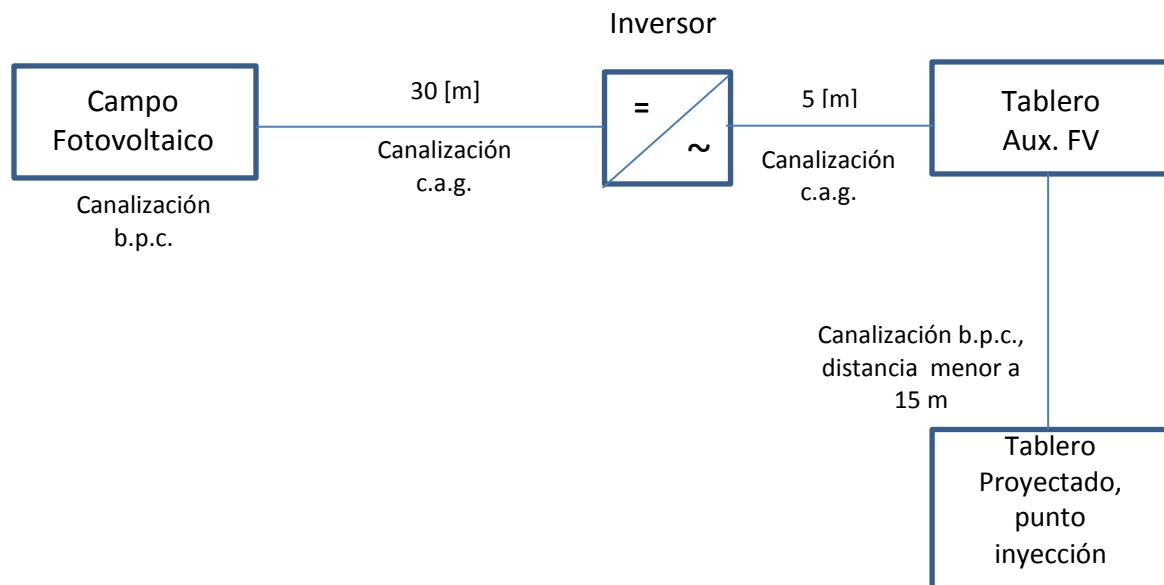 Inversor
Campo
Fotovoltaico
30 [m]
Canalización
c.a.g.
=
~
5 [m]
Canalización
c.a.g.
Tablero
Aux. FV
Canalización
b.p.c.
Canalización b.p.c.,
distancia menor a
15 m
Tablero
Proyectado,
punto
inyección